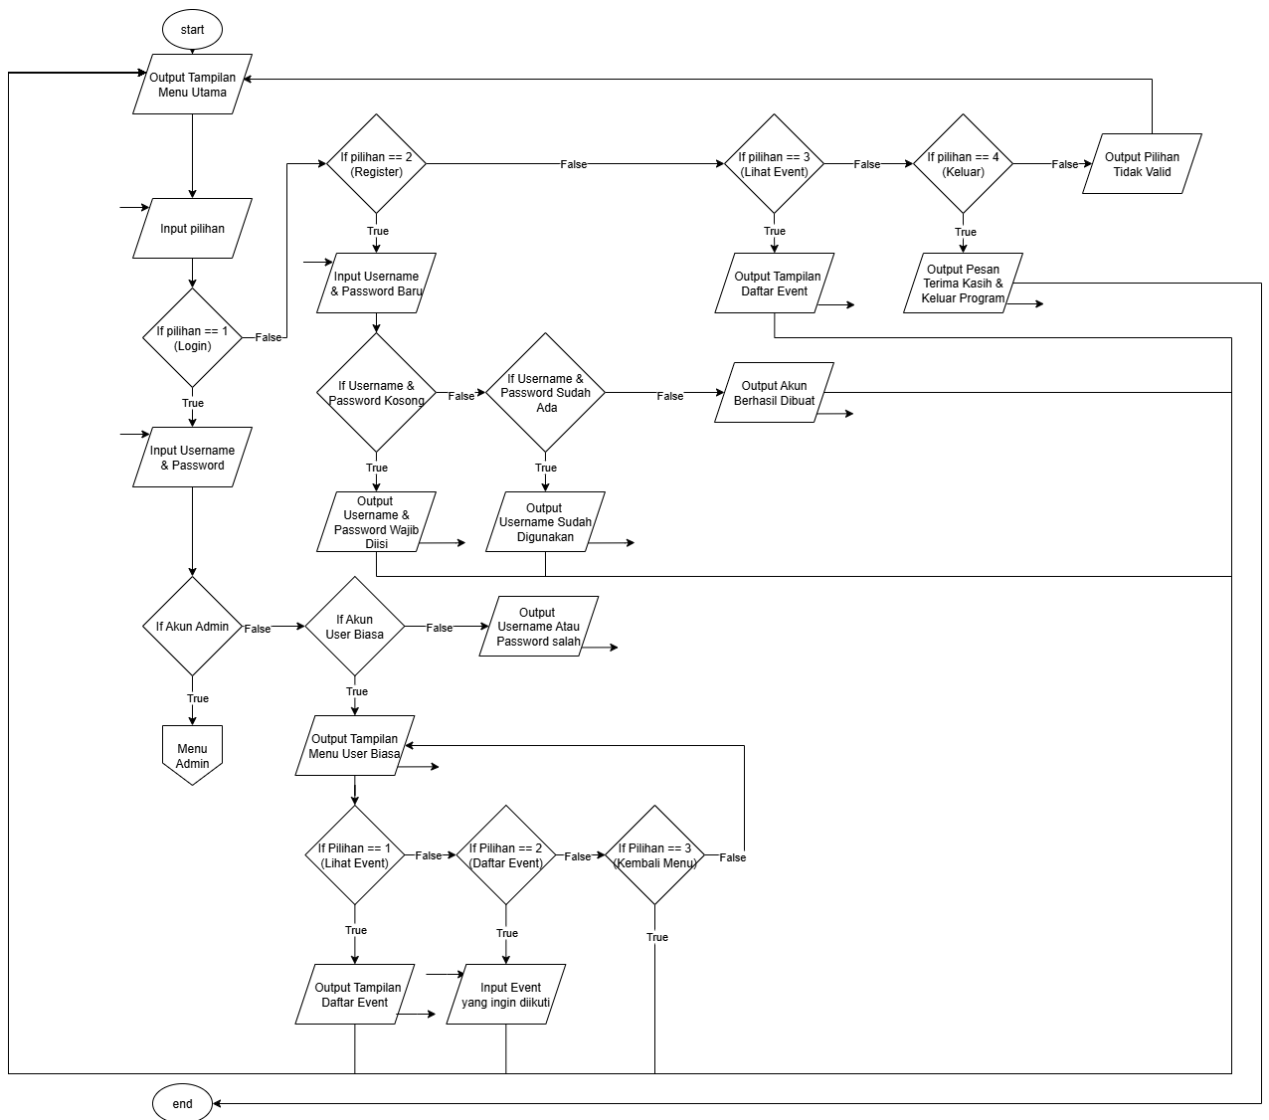 start
Output Tampilan
Menu Utama
Input pilihan
If pilihan == 1
(Login)
False
True
Input Username
& Password
If Akun Admin
False
True
Menu
Admin
If pilihan == 2
(Register)
False
True
Input Username
& Password Baru
If Username &
Password Kosong
False
True
Output
Username &
Password Wajib
Diisi
If Username &
Password Sudah
Ada
False
True
Output
Username Sudah
Digunakan
Output Akun
Berhasil Dibuat
If pilihan == 3
(Lihat Event)
False
True
Output Tampilan
Daftar Event
If pilihan == 4
(Keluar)
False
True
Output Pesan
Terima Kasih &
Keluar Program
Output Pilihan
Tidak Valid
If Akun
User Biasa
False
True
Output
Username Atau
Password salah
Output Tampilan
Menu User Biasa
If Pilihan == 1
(Lihat Event)
False
True
Output Tampilan
Daftar Event
If Pilihan == 2
(Daftar Event)
False
True
Input Event
yang ingin diikuti
If Pilihan == 3
(Kembali Menu)
False
True
end